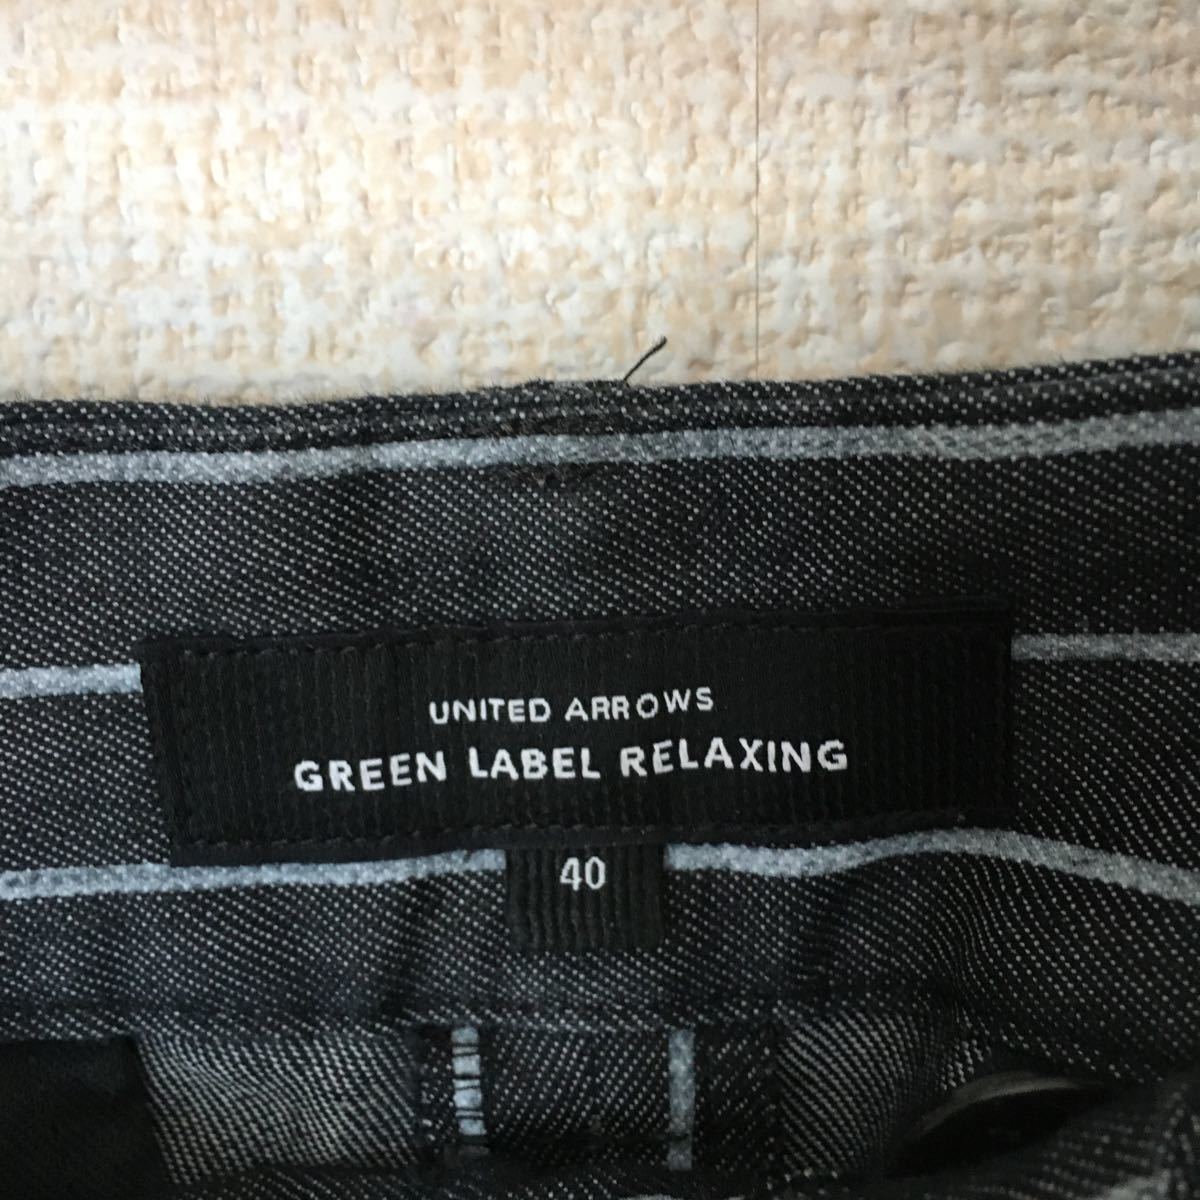 UNITED ARROWS
GREEN LABEL RELAXING
40